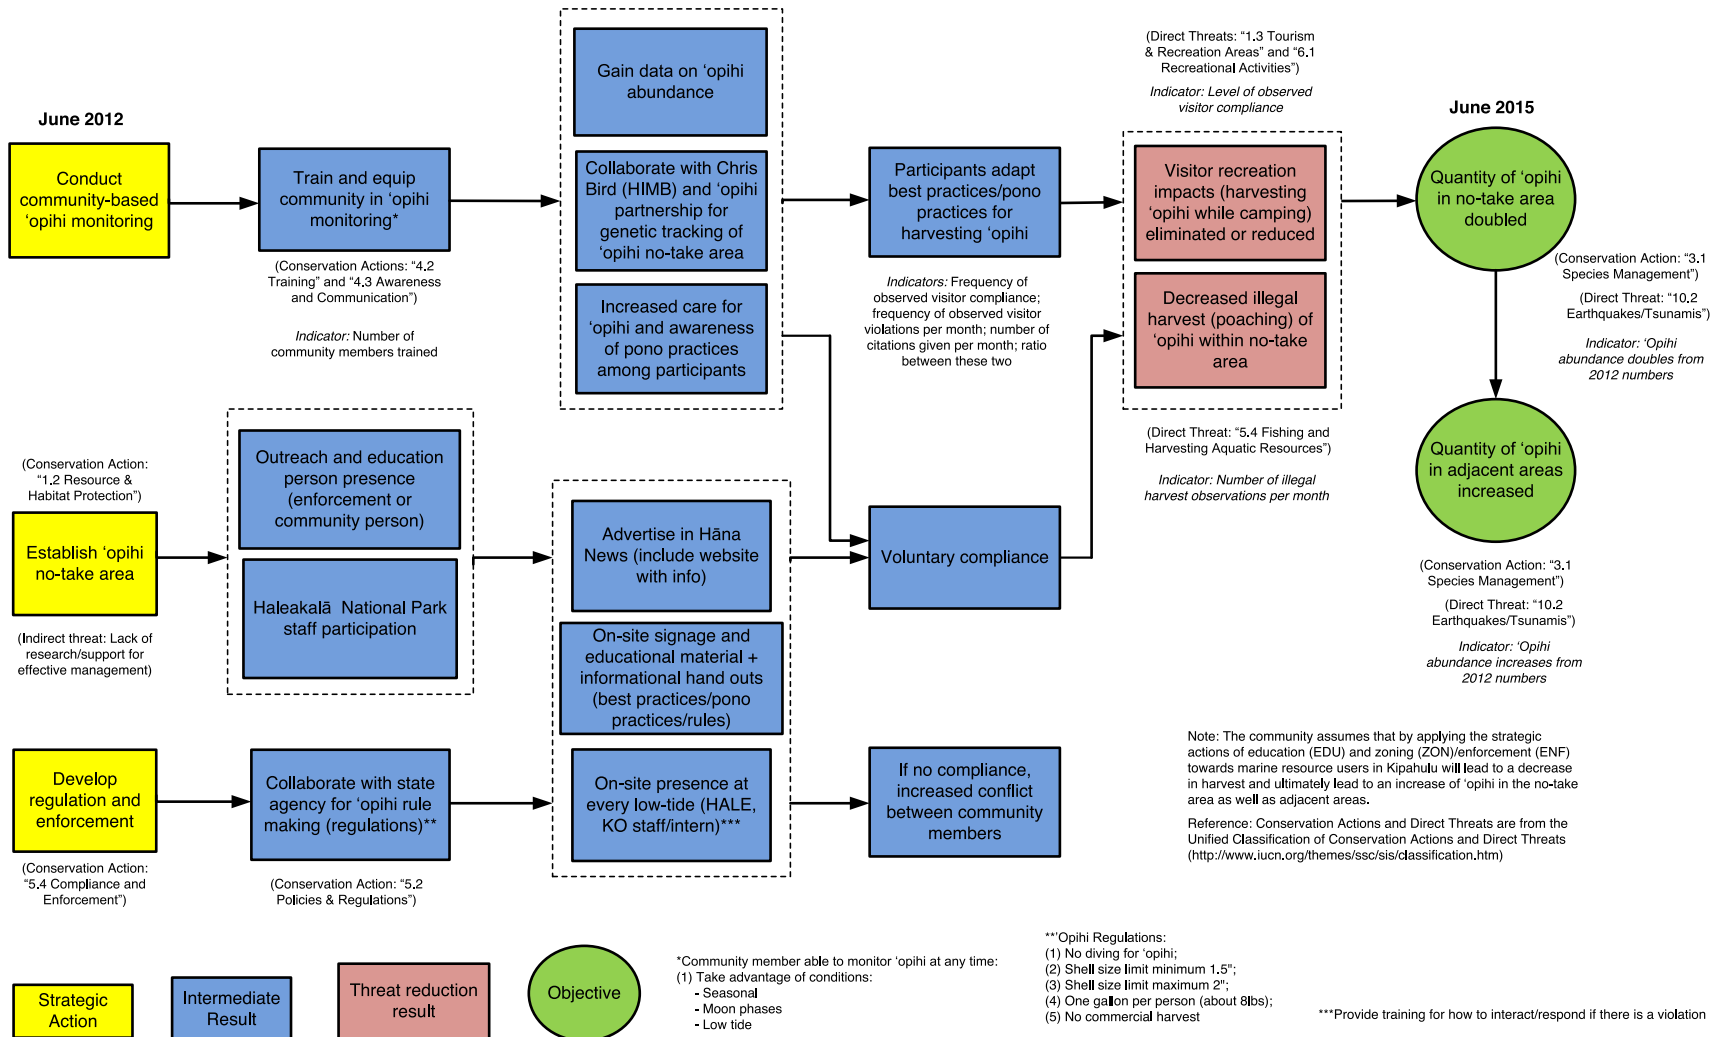 June 2012
Conduct
community-based
‘opihi monitoring
Train and equip
community in ‘opihi
monitoring*
(Conservation Actions: “4.2
Training” and “4.3 Awareness
and Communication”)
Indicator: Number of
community members trained
Gain data on ‘opihi
abundance
Collaborate with Chris
Bird (HIMB) and ‘opihi
partnership for
genetic tracking of
‘opihi no-take area
Increased care for
‘opihi and awareness
of pono practices
among participants
Participants adapt
best practices/pono
practices for
harvesting ‘opihi
Indicators: Frequency of
observed visitor compliance;
frequency of observed visitor
violations per month; number of
citations given per month; ratio
between these two
(Direct Threats: “1.3 Tourism
& Recreation Areas” and “6.1
Recreational Activities”)
Indicator: Level of observed
visitor compliance
Visitor recreation
impacts (harvesting
‘opihi while camping)
eliminated or reduced
Decreased illegal
harvest (poaching) of
‘opihi within no-take
area
(Direct Threat: “5.4 Fishing and
Harvesting Aquatic Resources”)
Indicator: Number of illegal
harvest observations per month
June 2015
Quantity of ‘opihi
in no-take area
doubled
(Conservation Action: “3.1
Species Management”)
(Direct Threat: “10.2
Earthquakes/Tsunamis”)
Indicator: ‘Opihi
abundance doubles from
2012 numbers
Quantity of ‘opihi
in adjacent areas
increased
(Conservation Action: “3.1
Species Management”)
(Direct Threat: “10.2
Earthquakes/Tsunamis”)
Indicator: ‘Opihi
abundance increases from
2012 numbers
(Conservation Action:
“1.2 Resource &
Habitat Protection”)
Establish ‘opihi
no-take area
(Indirect threat: Lack of
research/support for
effective management)
Outreach and education
person presence
(enforcement or
community person)
Haleakalā National Park
staff participation
Advertise in Hāna
News (include website
with info)
On-site signage and
educational material +
informational hand outs
(best practices/pono
practices/rules)
On-site presence at
every low-tide (HALE,
KO staff/intern)***
Voluntary compliance
Develop
regulation and
enforcement
(Conservation Action:
“5.4 Compliance and
Enforcement”)
Collaborate with state
agency for ‘opihi rule
making (regulations)**
(Conservation Action: “5.2
Policies & Regulations”)
If no compliance,
increased conflict
between community
members
Note: The community assumes that by applying the strategic
actions of education (EDU) and zoning (ZON)/enforcement (ENF)
towards marine resource users in Kipahulu will lead to a decrease
in harvest and ultimately lead to an increase of ‘opihi in the no-take
area as well as adjacent areas.
Reference: Conservation Actions and Direct Threats are from the
Unified Classification of Conservation Actions and Direct Threats
(http://www.iucn.org/themes/ssc/sis/classification.htm)
Strategic
Action
Intermediate
Result
Threat reduction
result
Objective
*Community member able to monitor ‘opihi at any time:
(1) Take advantage of conditions:
- Seasonal
- Moon phases
- Low tide
**‘Opihi Regulations:
(1) No diving for ‘opihi;
(2) Shell size limit minimum 1.5";
(3) Shell size limit maximum 2";
(4) One gallon per person (about 8lbs);
(5) No commercial harvest
***Provide training for how to interact/respond if there is a violation